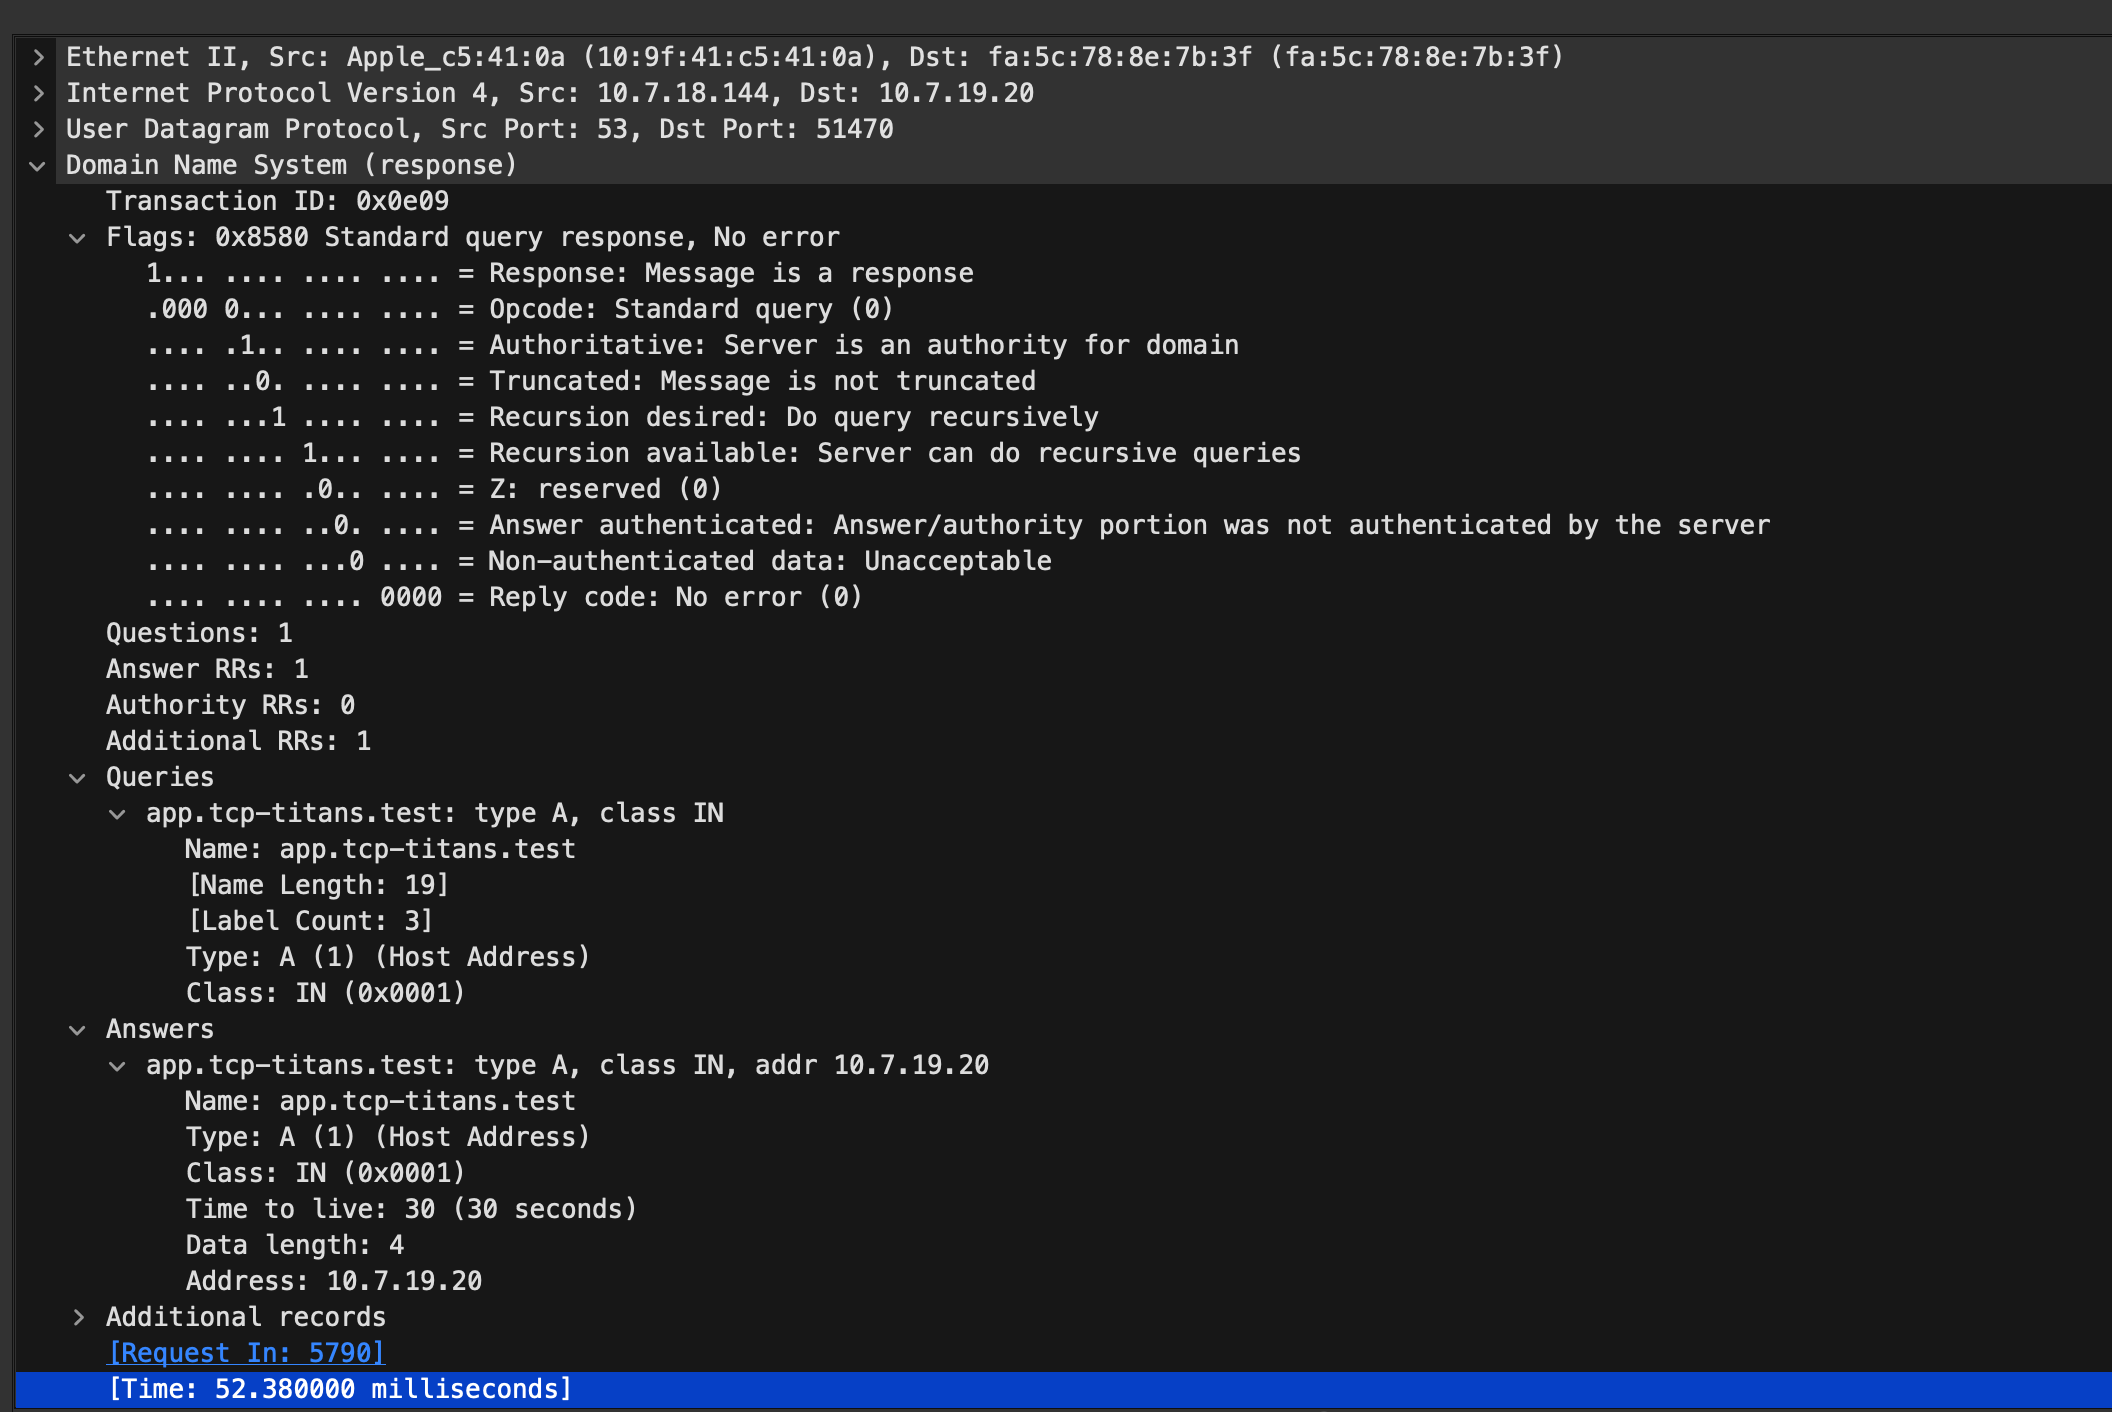 Ethernet II, Src: Apple_c5:41:0a (10:9f:41:c5:41:0a), Dst: fa:5c:78:8e:7b:3f (fa:5c:78:8e:7b:3f)
Internet Protocol Version 4, Src: 10.7.18.144, Dst: 10.7.19.20
User Datagram Protocol, Src Port: 53, Dst Port: 51470
Domain Name System (response)
Transaction ID: 0x0e09
Flags: 0x8580 Standard query response, No error
1... .... .... .... = Response: Message is a response
.000 0... .... .... = Opcode: Standard query (0)
.... .1.. .... .... = Authoritative: Server is an authority for domain
.... ..0. .... .... = Truncated: Message is not truncated
.... ...1 .... .... = Recursion desired: Do query recursively
.... .... 1... .... = Recursion available: Server can do recursive queries
.... .... .0.. .... = Z: reserved (0)
.... .... ..0. .... = Answer authenticated: Answer/authority portion was not authenticated by the server
.... .... ...0 .... = Non-authenticated data: Unacceptable
.... .... .... 0000 = Reply code: No error (0)
Questions: 1
Answer RRs: 1
Authority RRs: 0
Additional RRs: 1
Queries
app.tcp-titans.test: type A, class IN
Name: app.tcp-titans.test
[Name Length: 19]
[Label Count: 3]
Type: A (1) (Host Address)
Class: IN (0x0001)
Answers
app.tcp-titans.test: type A, class IN, addr 10.7.19.20
Name: app.tcp-titans.test
Type: A (1) (Host Address)
Class: IN (0x0001)
Time to live: 30 (30 seconds)
Data length: 4
Address: 10.7.19.20
Additional records
[Request In: 5790]
[Time: 52.380000 milliseconds]